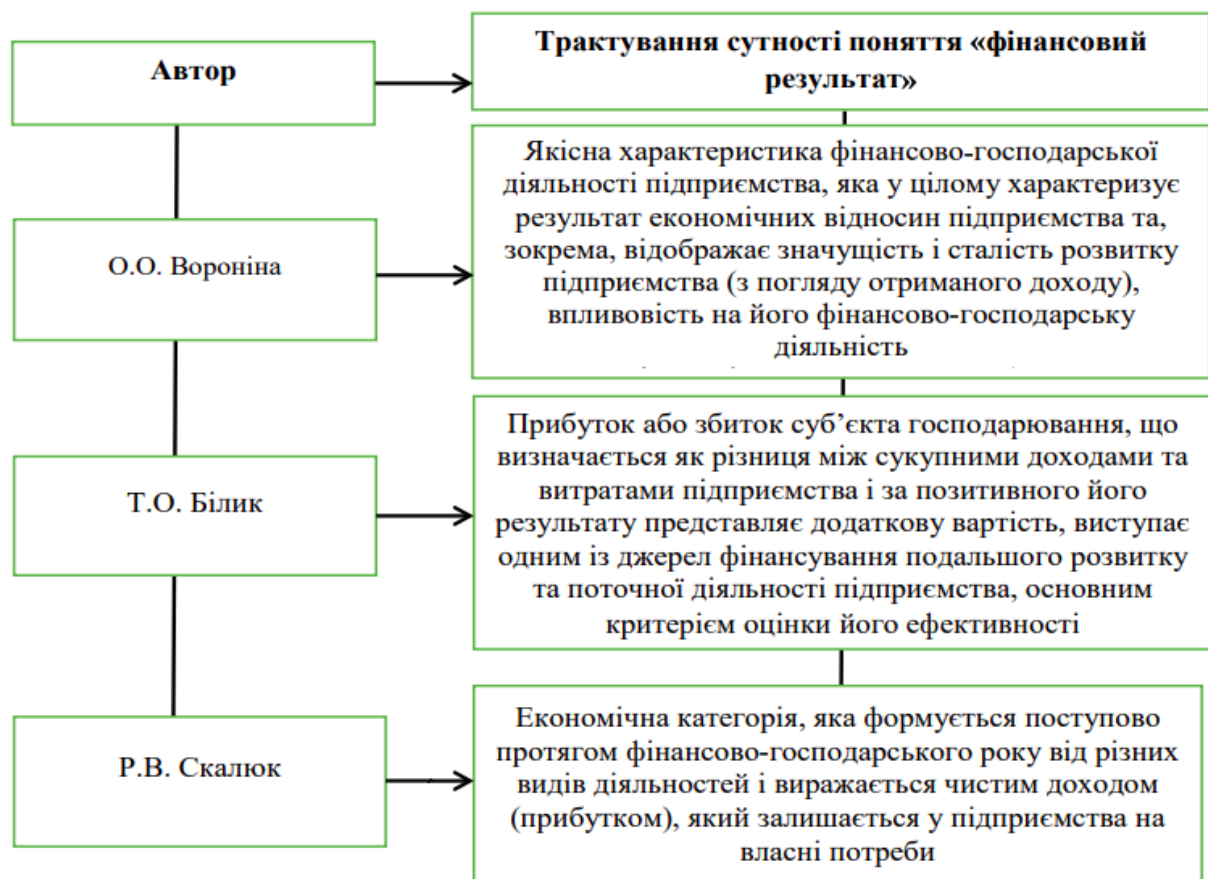 Автор
Трактування сутності поняття «фінансовий
результат»
О.О. Вороніна
Якісна характеристика фінансово-господарської
діяльності підприємства, яка у цілому характеризує
результат економічних відносин підприємства та,
зокрема, відображає значущість і сталість розвитку
підприємства (з погляду отриманого доходу),
впливовість на його фінансово-господарську
діяльність
Т.О. Білик
Прибуток або збиток суб’єкта господарювання, що
визначається як різниця між сукупними доходами та
витратами підприємства і за позитивного його
результату представляє додаткову вартість, виступає
одним із джерел фінансування подальшого розвитку
та поточної діяльності підприємства, основним
критерієм оцінки його ефективності
Р.В. Скалюк
Економічна категорія, яка формується поступово
протягом фінансово-господарського року від різних
видів діяльностей і виражається чистим доходом
(прибутком), який залишається у підприємства на
власні потреби